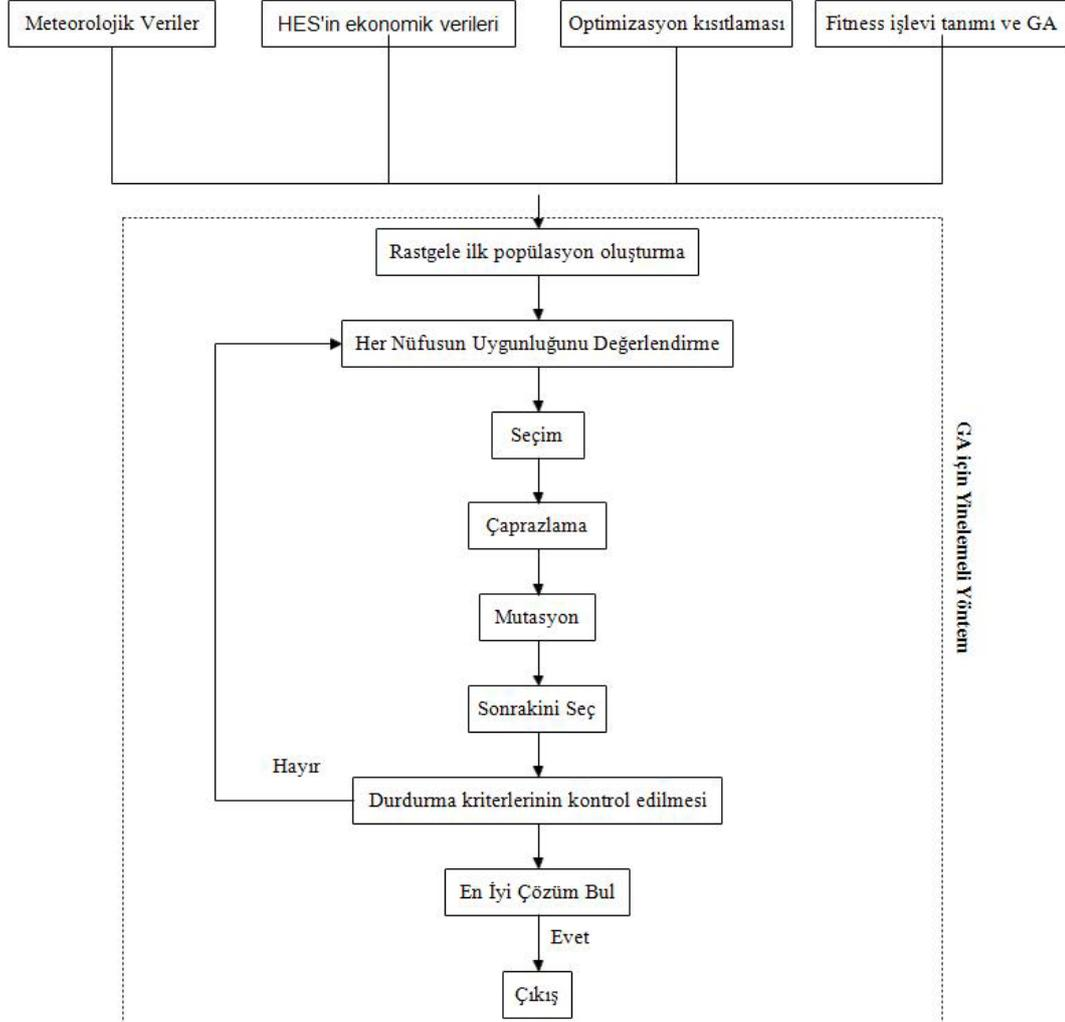 Meteorolojik Veriler
HES'in ekonomik verileri
Optimizasyon kısıtlaması
Fitness işlevi tanımı ve GA
Rastgele ilk popülasyon oluşturma
Her Nüfusun Uygunluğunu Değerlendirme
Seçim
Çaprazlama
Mutasyon
Sonrakini Seç
Hayır
Durdurma kriterlerinin kontrol edilmesi
En İyi Çözüm Bul
Evet
Çıkış
GA için Yinelemeli Yöntem